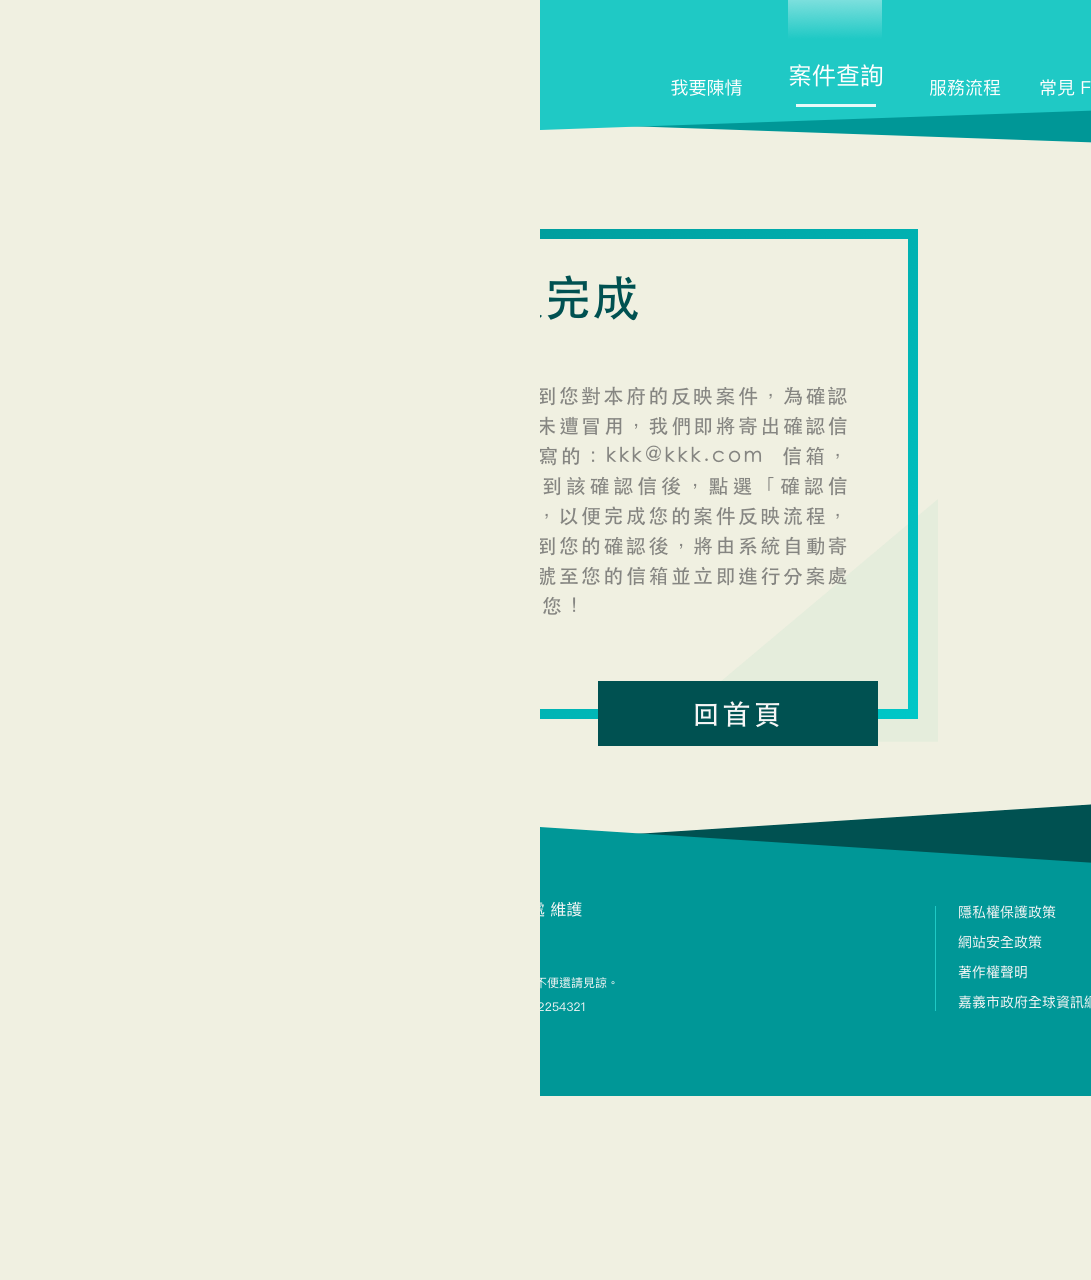 我要陳情
案件查詢
服務流程
常見 F
完成
到您對本府的反映案件，為確認
未遭冒用，我們即將寄出確認信
寫的：kkk@kkk.com 信箱，
到該確認信後，點選「確認信
，以便完成您的案件反映流程，
到您的確認後，將由系統自動寄
號至您的信箱並立即進行分案處
您！
回首頁
維護
不便還請見諒。
2254321
隱私權保護政策
網站安全政策
著作權聲明
嘉義市政府全球資訊網